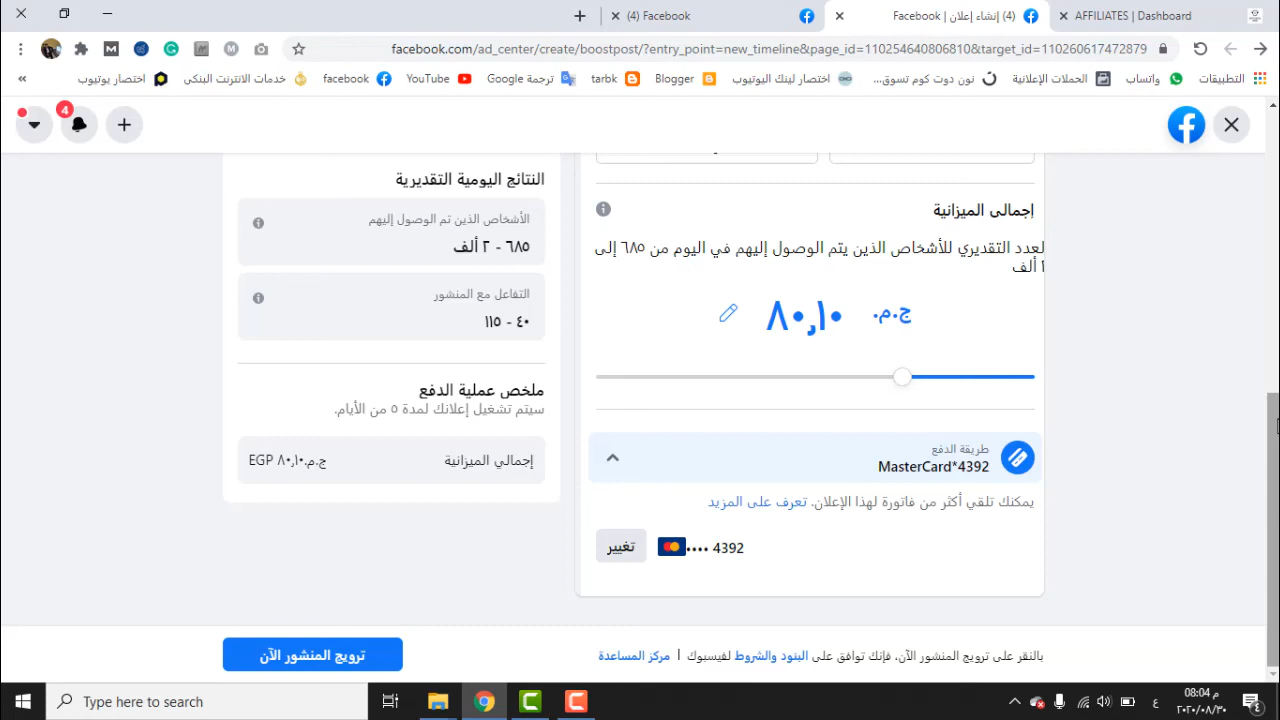 AFFILIATES | Dashboard
(4) إنشاء إعلان | Facebook
(4) Facebook
facebook.com/ad_center/create/boostpost/?entry_point=new_timeline&page_id=110259640806810&target_id=110260617472879
التطبيقات
واتساب
الحملات الإعلانية
نون دوت كوم تسوق...
اختصار لينك اليوتيوب
Blogger
tarbk
ترجمة Google
YouTube
facebook
خدمات الانترنت البنكي
اختصار يوتيوب
«
4
إجمالي الميزانية
لعدد التقديري للأشخاص الذين يتم الوصول إليهم في اليوم من ٦٨٥ إلى
٢ ألف
ج.م.‏ ٨٠٫١٠
طريقة الدفع
MasterCard*4392
يمكنك تلقي أكثر من فاتورة لهذا الإعلان. تعرف على المزيد
•••• 4392
تغيير
النتائج اليومية التقديرية
الأشخاص الذين تم الوصول إليهم
٦٨٥ - ٢ ألف
التفاعل مع المنشور
٤٠ - ١١٥
ملخص عملية الدفع
سيتم تشغيل إعلانك لمدة ٥ من الأيام.
إجمالي الميزانية
ج.م.‏٨٠٫١٠ EGP
بالنقر على ترويج المنشور الآن، فإنك توافق على البنود والشروط لفيسبوك | مركز المساعدة
ترويج المنشور الآن
Type here to search
ع
08:04 م
٢٠٢٠/٠٨/٣٠
٤